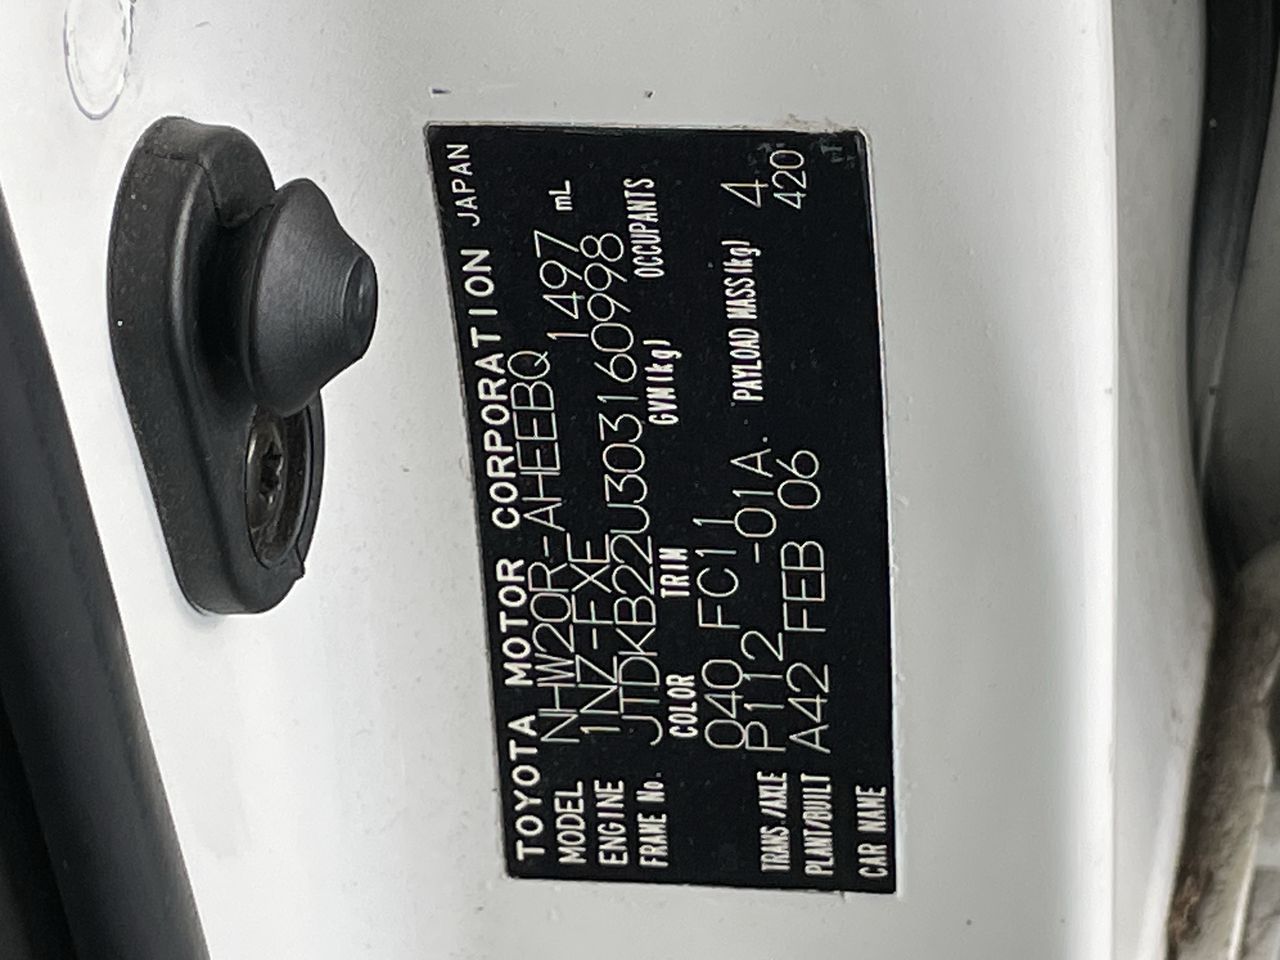 TOYOTA MOTOR CORPORATION JAPAN
MODEL NHW20R-AHEEBQ
ENGINE 1NZ-FXE 1497 mL
FRAME No. JTDKB22U303160998
COLOR TRIM GVM(kg) OCCUPANTS
040 FC11 4
TRANS/AXLE P112 -01A. PAYLOAD MASS(kg) 420
PLANT/BUILT A42 FEB 06
CAR NAME